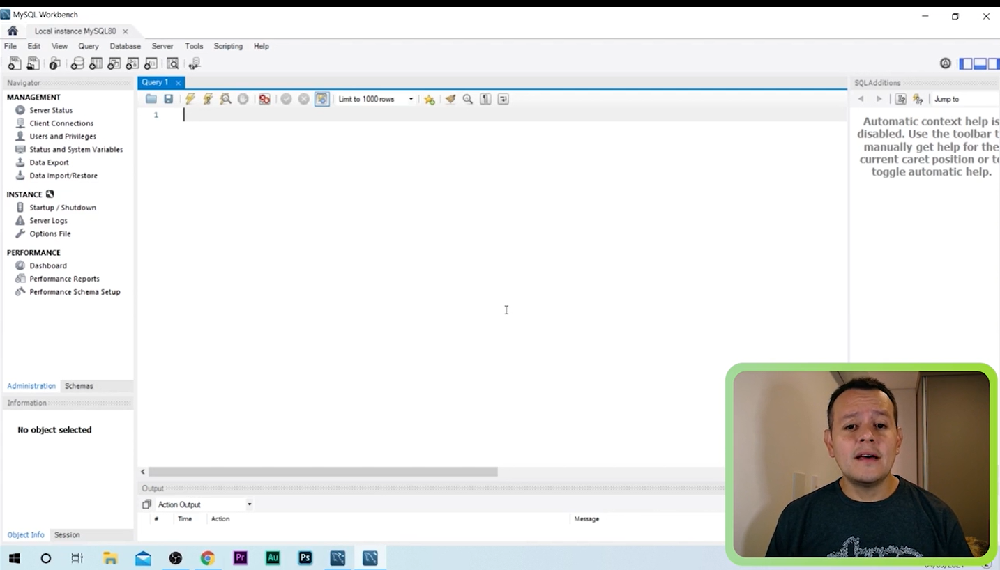 MySQL Workbench
Local instance MySQL80
File Edit View Query Database Server Tools Scripting Help
Navigator
MANAGEMENT
Server Status
Client Connections
Users and Privileges
Status and System Variables
Data Export
Data Import/Restore
INSTANCE
Startup / Shutdown
Server Logs
Options File
PERFORMANCE
Dashboard
Performance Reports
Performance Schema Setup
Administration Schemas
Information
No object selected
Object Info Session
Query 1
Limit to 1000 rows
1
Output
Action Output
# Time Action Message
SQLAdditions
Jump to
Automatic context help is
disabled. Use the toolbar t
manually get help for the
current caret position or to
toggle automatic help.
Pr Au Ps